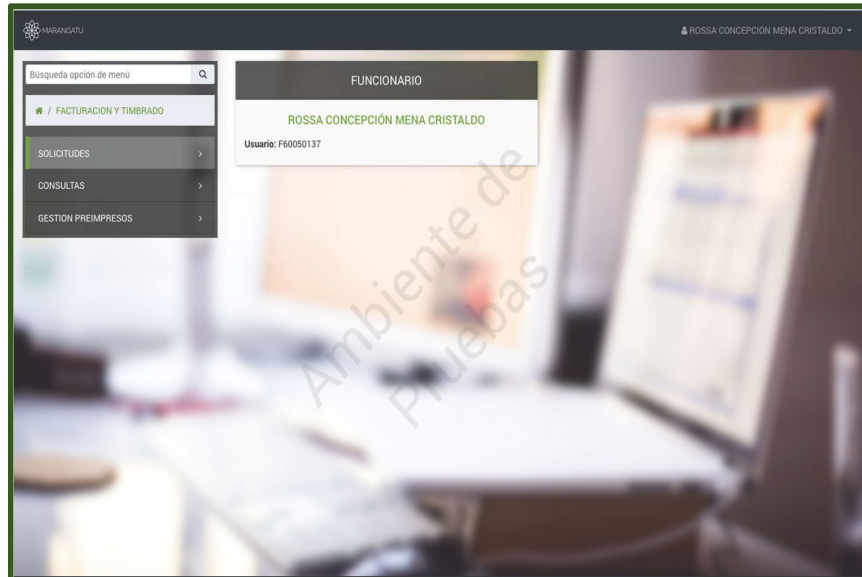 MARANGATU
ROSSA CONCEPCIÓN MENA CRISTALDO
Búsqueda opción de menú
/ FACTURACION Y TIMBRADO
SOLICITUDES
CONSULTAS
GESTION PREIMPRESOS
FUNCIONARIO
ROSSA CONCEPCIÓN MENA CRISTALDO
Usuario: F60050137
Ambiente de
Pruebas